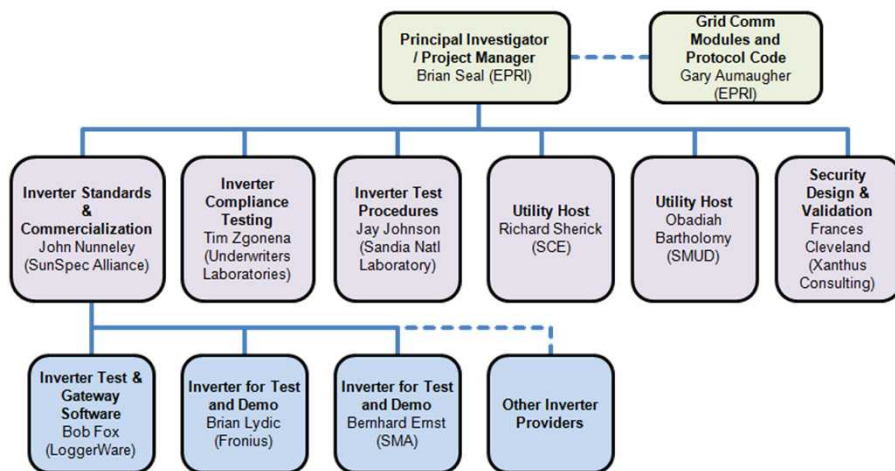 Principal Investigator
/ Project Manager
Brian Seal (EPRI)
Grid Comm
Modules and
Protocol Code
Gary Aumaugher
(EPRI)
Inverter Standards
&
Commercialization
John Nunneley
(SunSpec Alliance)
Inverter
Compliance
Testing
Tim Zgonena
(Underwriters
Laboratories)
Inverter Test
Procedures
Jay Johnson
(Sandia Natl
Laboratory)
Utility Host
Richard Sherick
(SCE)
Utility Host
Obadiah
Bartholomy
(SMUD)
Security
Design &
Validation
Frances
Cleveland
(Xanthus
Consulting)
Inverter Test &
Gateway
Software
Bob Fox
(LoggerWare)
Inverter for Test
and Demo
Brian Lydic
(Fronius)
Inverter for Test
and Demo
Bernhard Ernst
(SMA)
Other Inverter
Providers